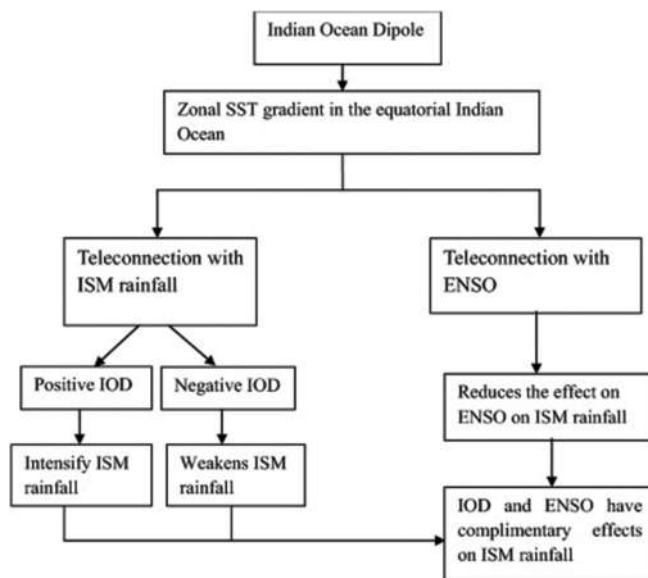 Indian Ocean Dipole
Zonal SST gradient in the equatorial Indian
Ocean
Teleconnection with
ISM rainfall
Teleconnection with
ENSO
Positive IOD
Negative IOD
Reduces the effect on
ENSO on ISM rainfall
Intensify ISM
rainfall
Weakens ISM
rainfall
IOD and ENSO have
complimentary effects
on ISM rainfall